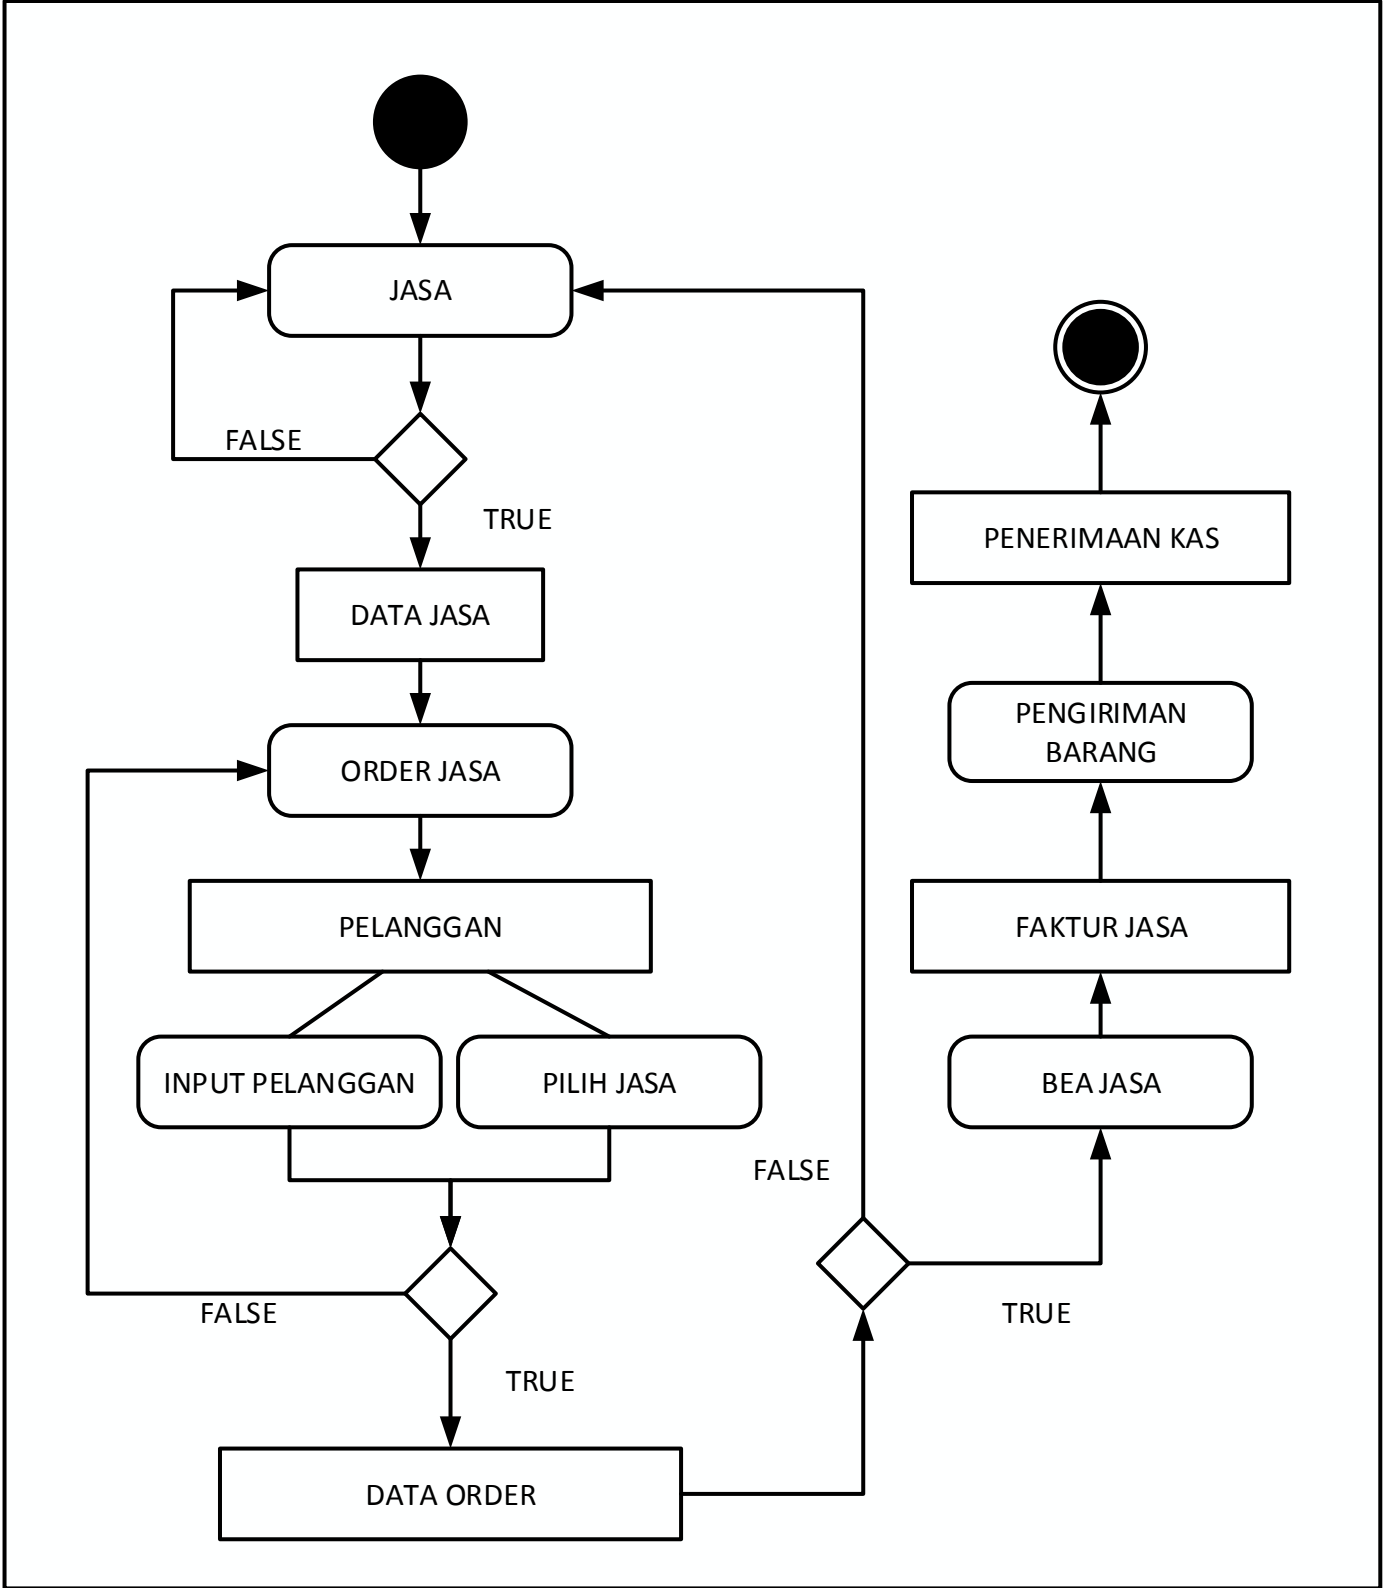 JASA
FALSE
TRUE
DATA JASA
ORDER JASA
PELANGGAN
INPUT PELANGGAN
PILIH JASA
FALSE
TRUE
DATA ORDER
FALSE
TRUE
BEA JASA
FAKTUR JASA
PENGIRIMAN
BARANG
PENERIMAAN KAS